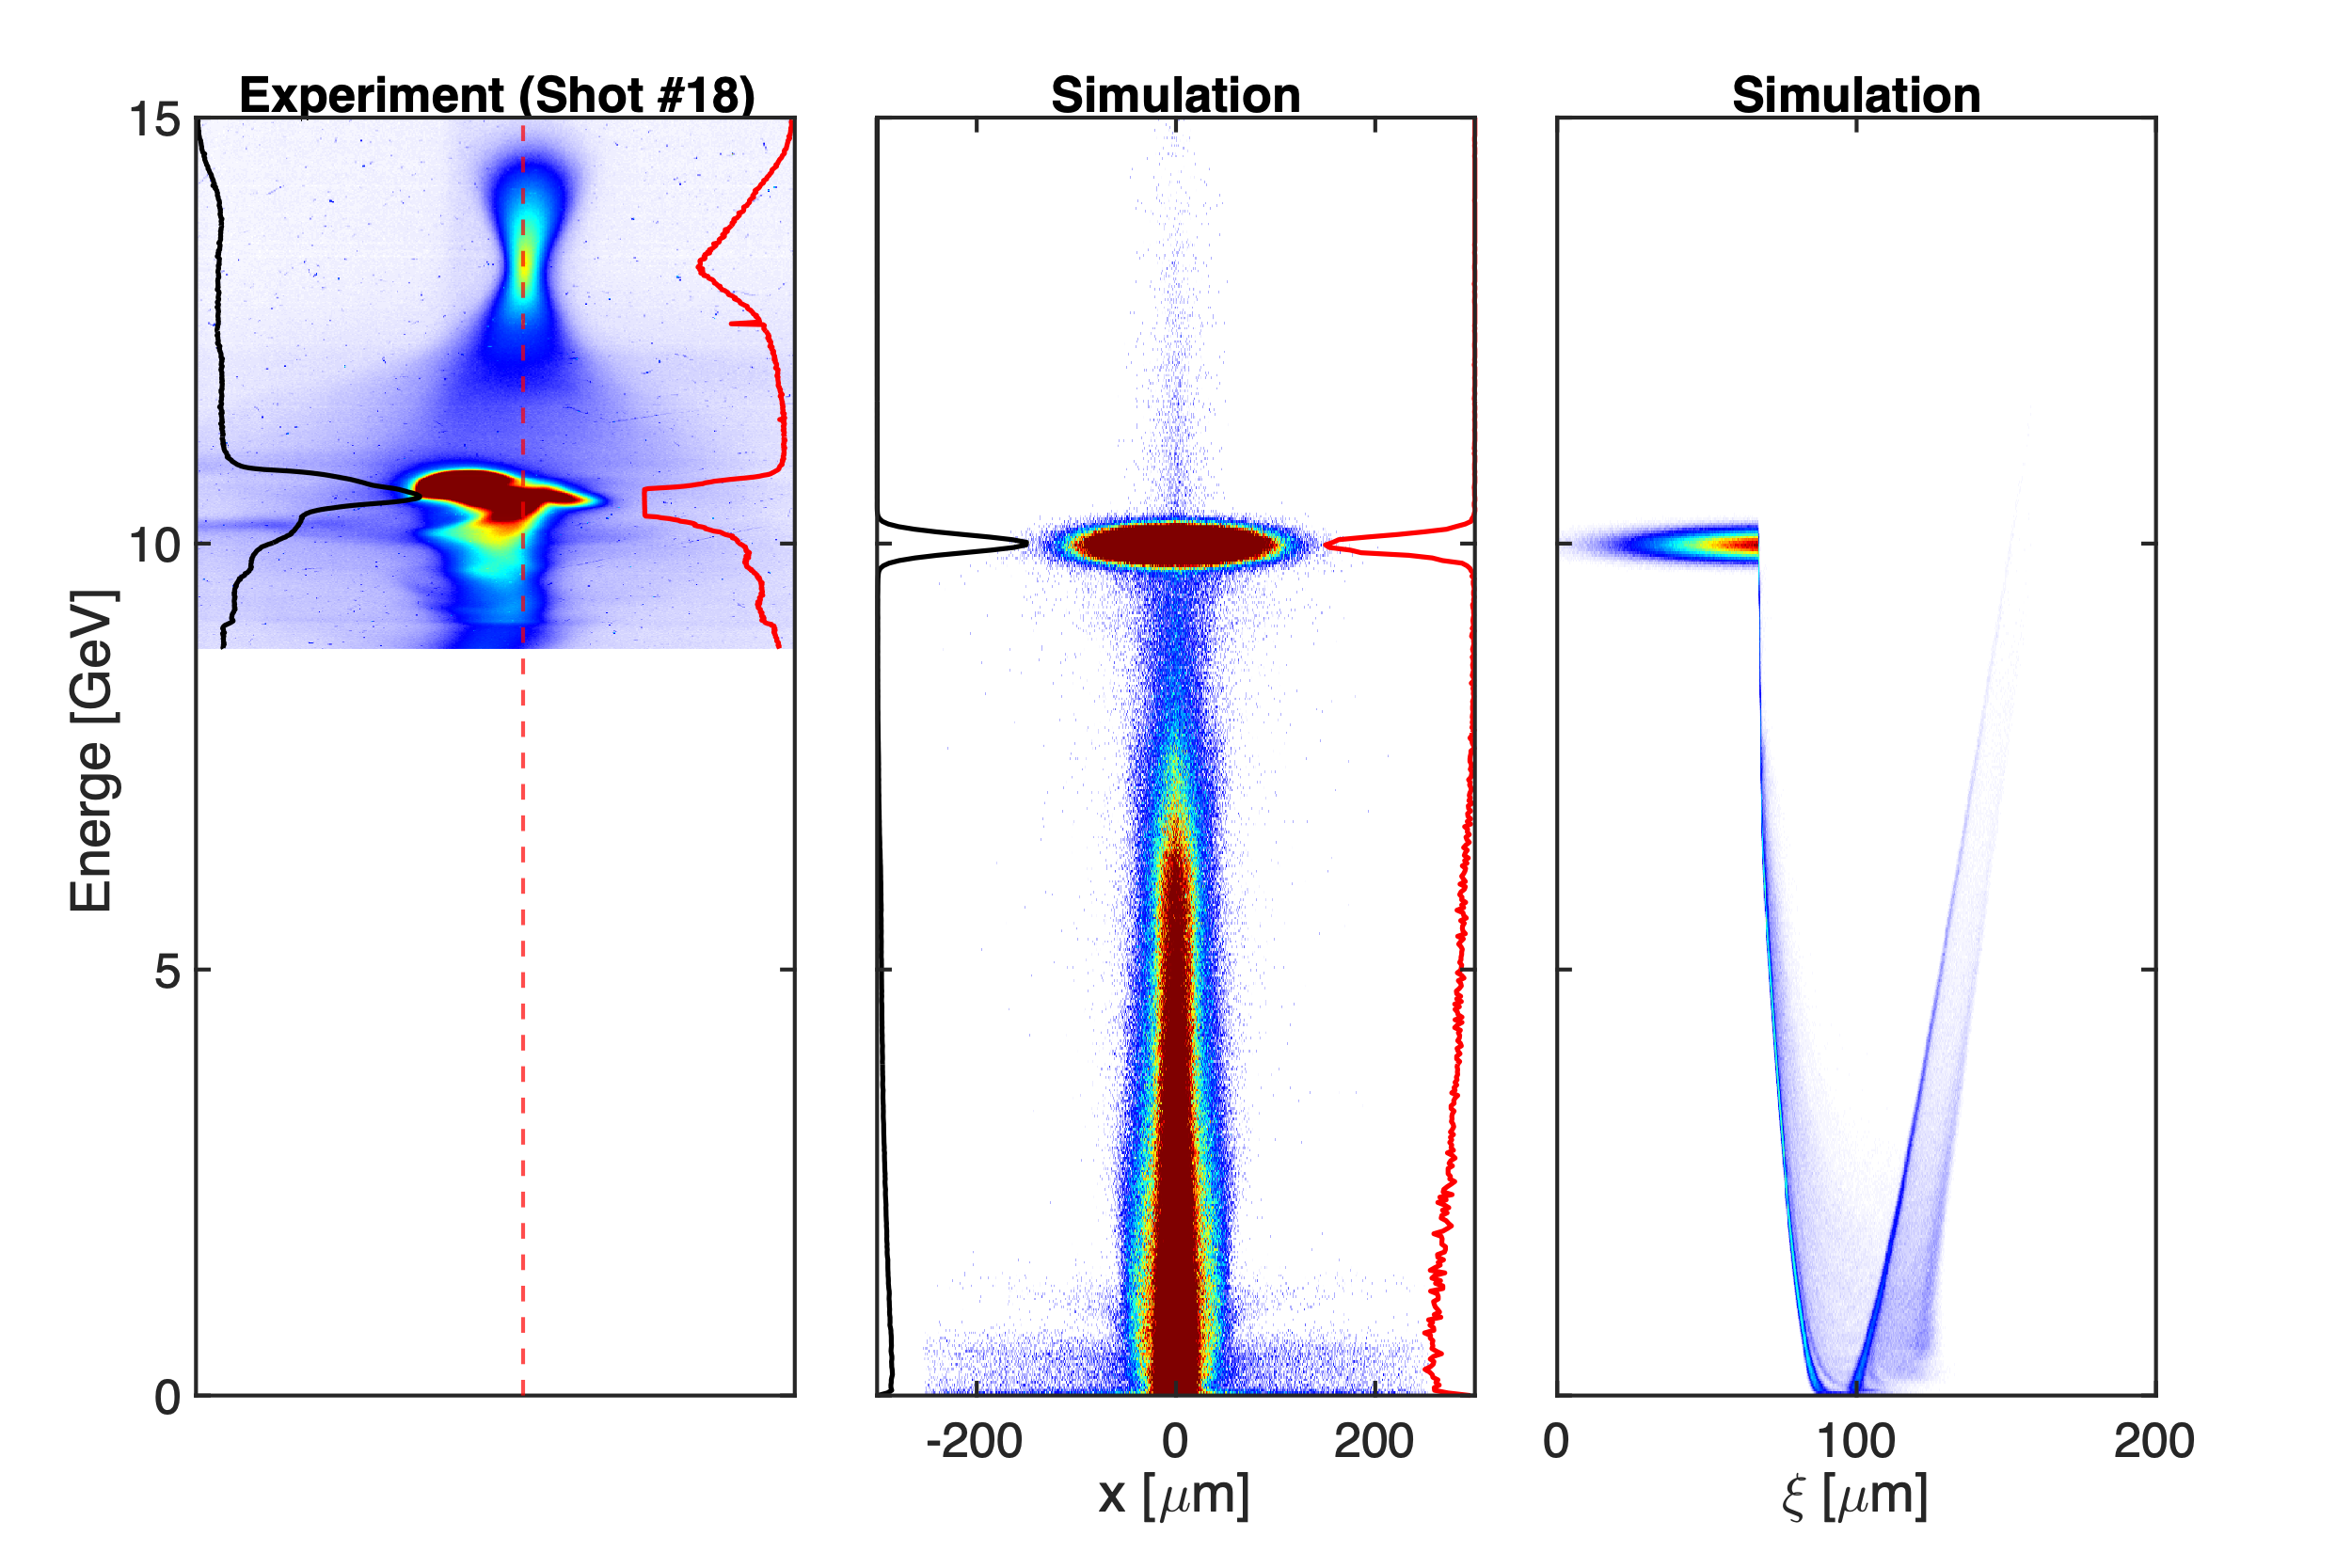 Experiment (Shot #18)
Simulation
Simulation
15
10
5
0
Energe [GeV]
-200 0 200
x [μm]
0 100 200
ξ [μm]